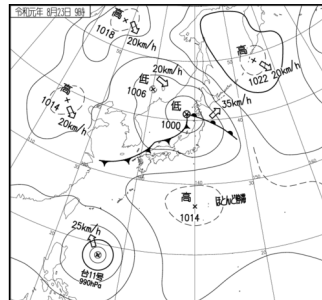 令和元年 8月23日 9時
高
1018 20km/h
高
1022 20km/h
20km/h
低
1006
高
1014
20km/h
低
1000
35km/h
高
1014
ほとんど停滞
25km/h
台11号
990hPa